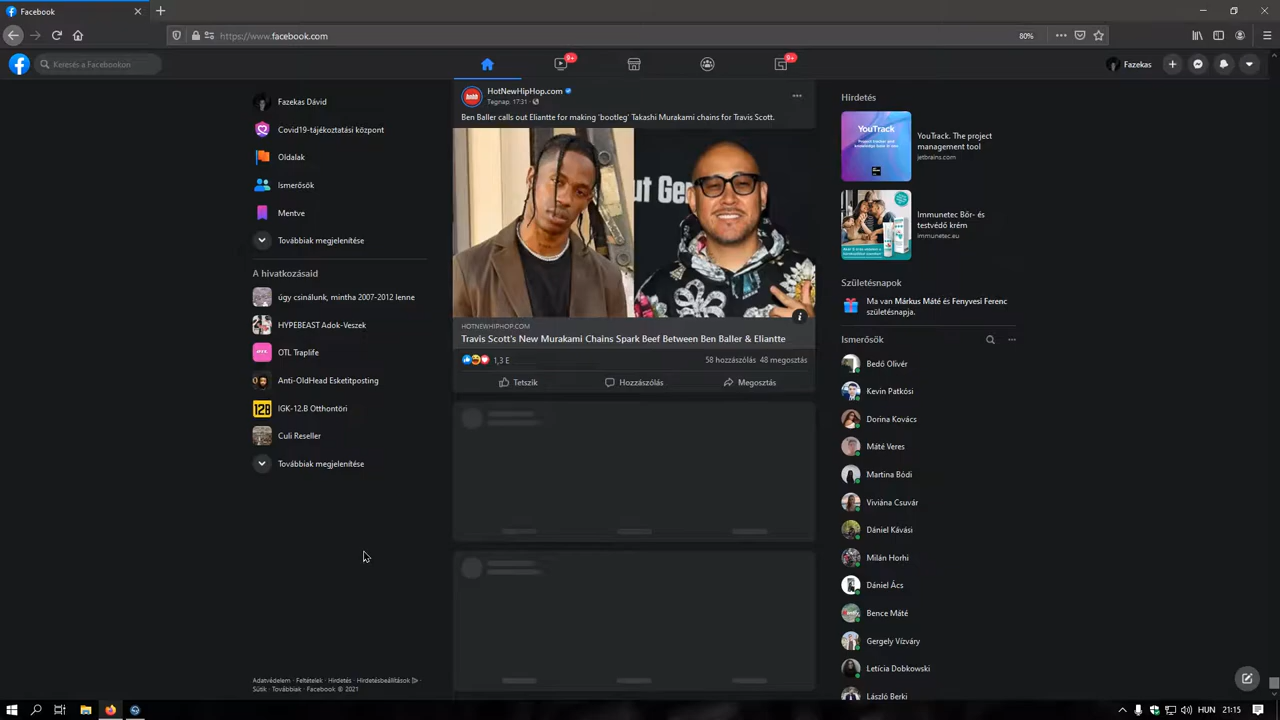 Facebook
https://www.facebook.com
80%
Keresés a Facebookon
9+
9+
Fazekas
Fazekas Dávid
Covid19-tájékoztatási központ
Oldalak
Ismerősök
Mentve
Továbbiak megjelenítése
A hivatkozásaid
úgy csinálunk, mintha 2007-2012 lenne
HYPEBEAST Adok-Veszek
OTL Traplife
Anti-OldHead Esketitposting
IGK-12.B Otthontöri
Culi Reseller
Továbbiak megjelenítése
Adatvédelem · Feltételek · Hirdetés · Hirdetésbeállítások ·
Sütik · Továbbiak · Facebook © 2021
HotNewHipHop.com
Tegnap, 17:31 ·
Ben Baller calls out Eliantte for making 'bootleg' Takashi Murakami chains for Travis Scott.
HOTNEWHIPHOP.COM
Travis Scott's New Murakami Chains Spark Beef Between Ben Baller & Eliantte
1,3 E
58 hozzászólás 48 megosztás
Tetszik
Hozzászólás
Megosztás
Hirdetés
YouTrack
YouTrack. The project
management tool
jetbrains.com
Immunetec Bőr- és
testvédő krém
immunetec.eu
Születésnapok
Ma van Márkus Máté és Fenyvesi Ferenc
születésnapja.
Ismerősök
Bedő Olivér
Kevin Patkósi
Dorina Kovács
Máté Veres
Martina Bódi
Viviána Csuvár
Dániel Kávási
Milán Horhi
Dániel Ács
Bence Máté
Gergely Vízváry
Letícia Dobkowski
László Berki
HUN
21:15